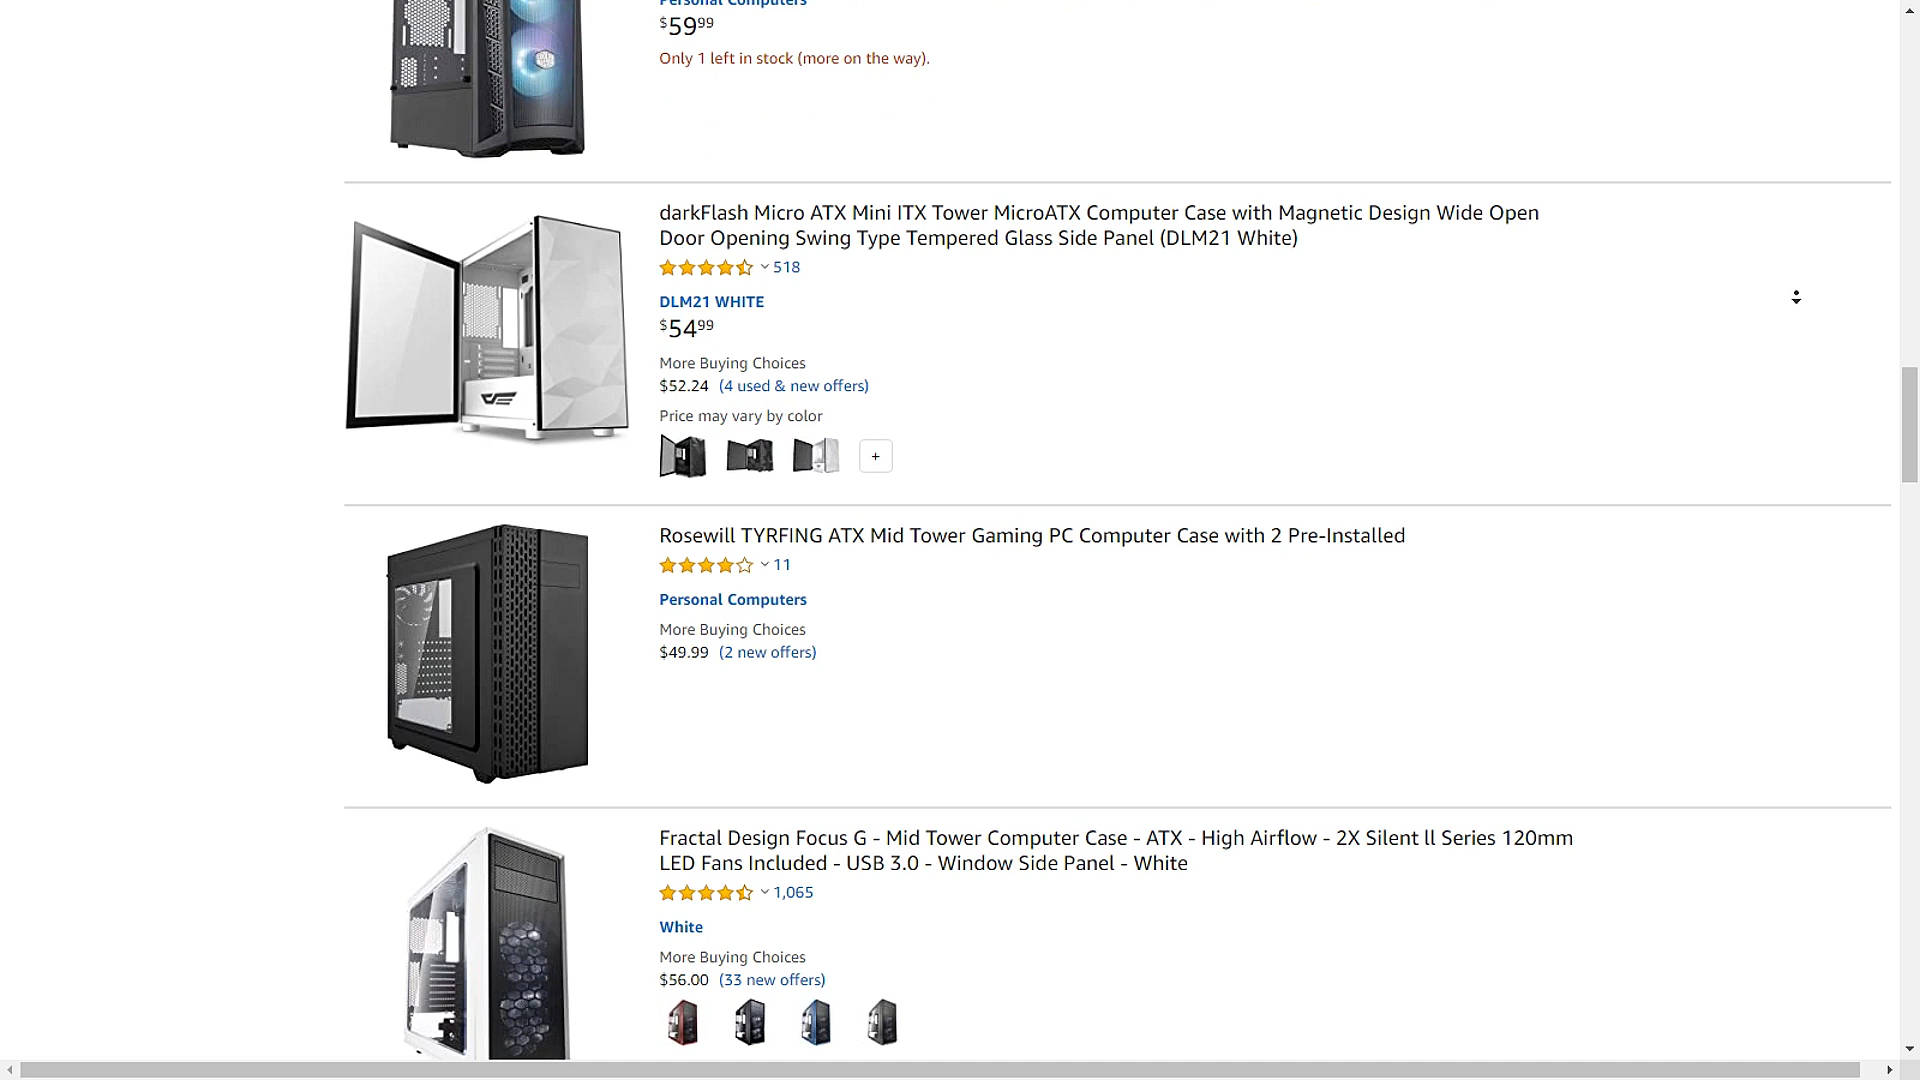 Personal Computers
$59 99
Only 1 left in stock (more on the way).
darkFlash Micro ATX Mini ITX Tower MicroATX Computer Case with Magnetic Design Wide Open
Door Opening Swing Type Tempered Glass Side Panel (DLM21 White)
518
DLM21 WHITE
$54 99
More Buying Choices
$52.24 (4 used & new offers)
Price may vary by color
+
Rosewill TYRFING ATX Mid Tower Gaming PC Computer Case with 2 Pre-Installed
11
Personal Computers
More Buying Choices
$49.99 (2 new offers)
Fractal Design Focus G - Mid Tower Computer Case - ATX - High Airflow - 2X Silent ll Series 120mm
LED Fans Included - USB 3.0 - Window Side Panel - White
1,065
White
More Buying Choices
$56.00 (33 new offers)